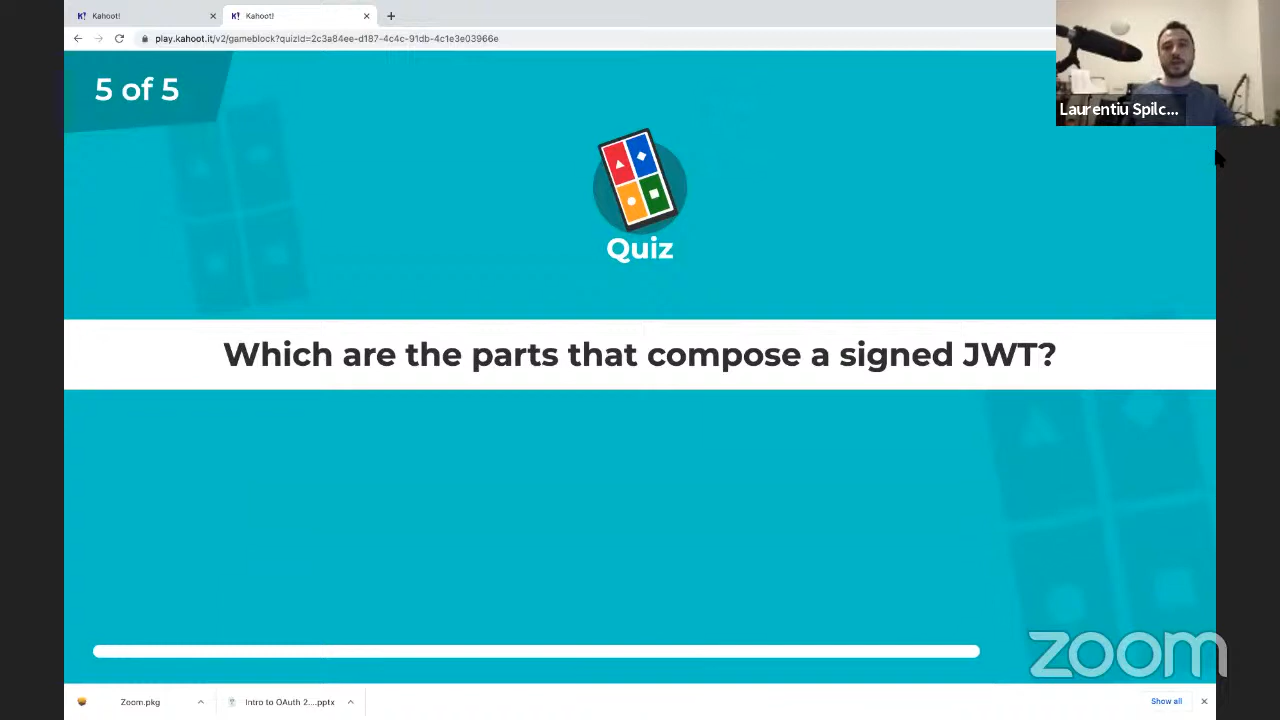 Kahoot!
Kahoot!
play.kahoot.it/v2/gameblock?quizId=2c3a84ee-d187-4c4c-91db-4c1e3e03966e
5 of 5
Laurentiu Spilc...
Quiz
Which are the parts that compose a signed JWT?
zoom
Zoom.pkg
Intro to OAuth 2....pptx
Show all